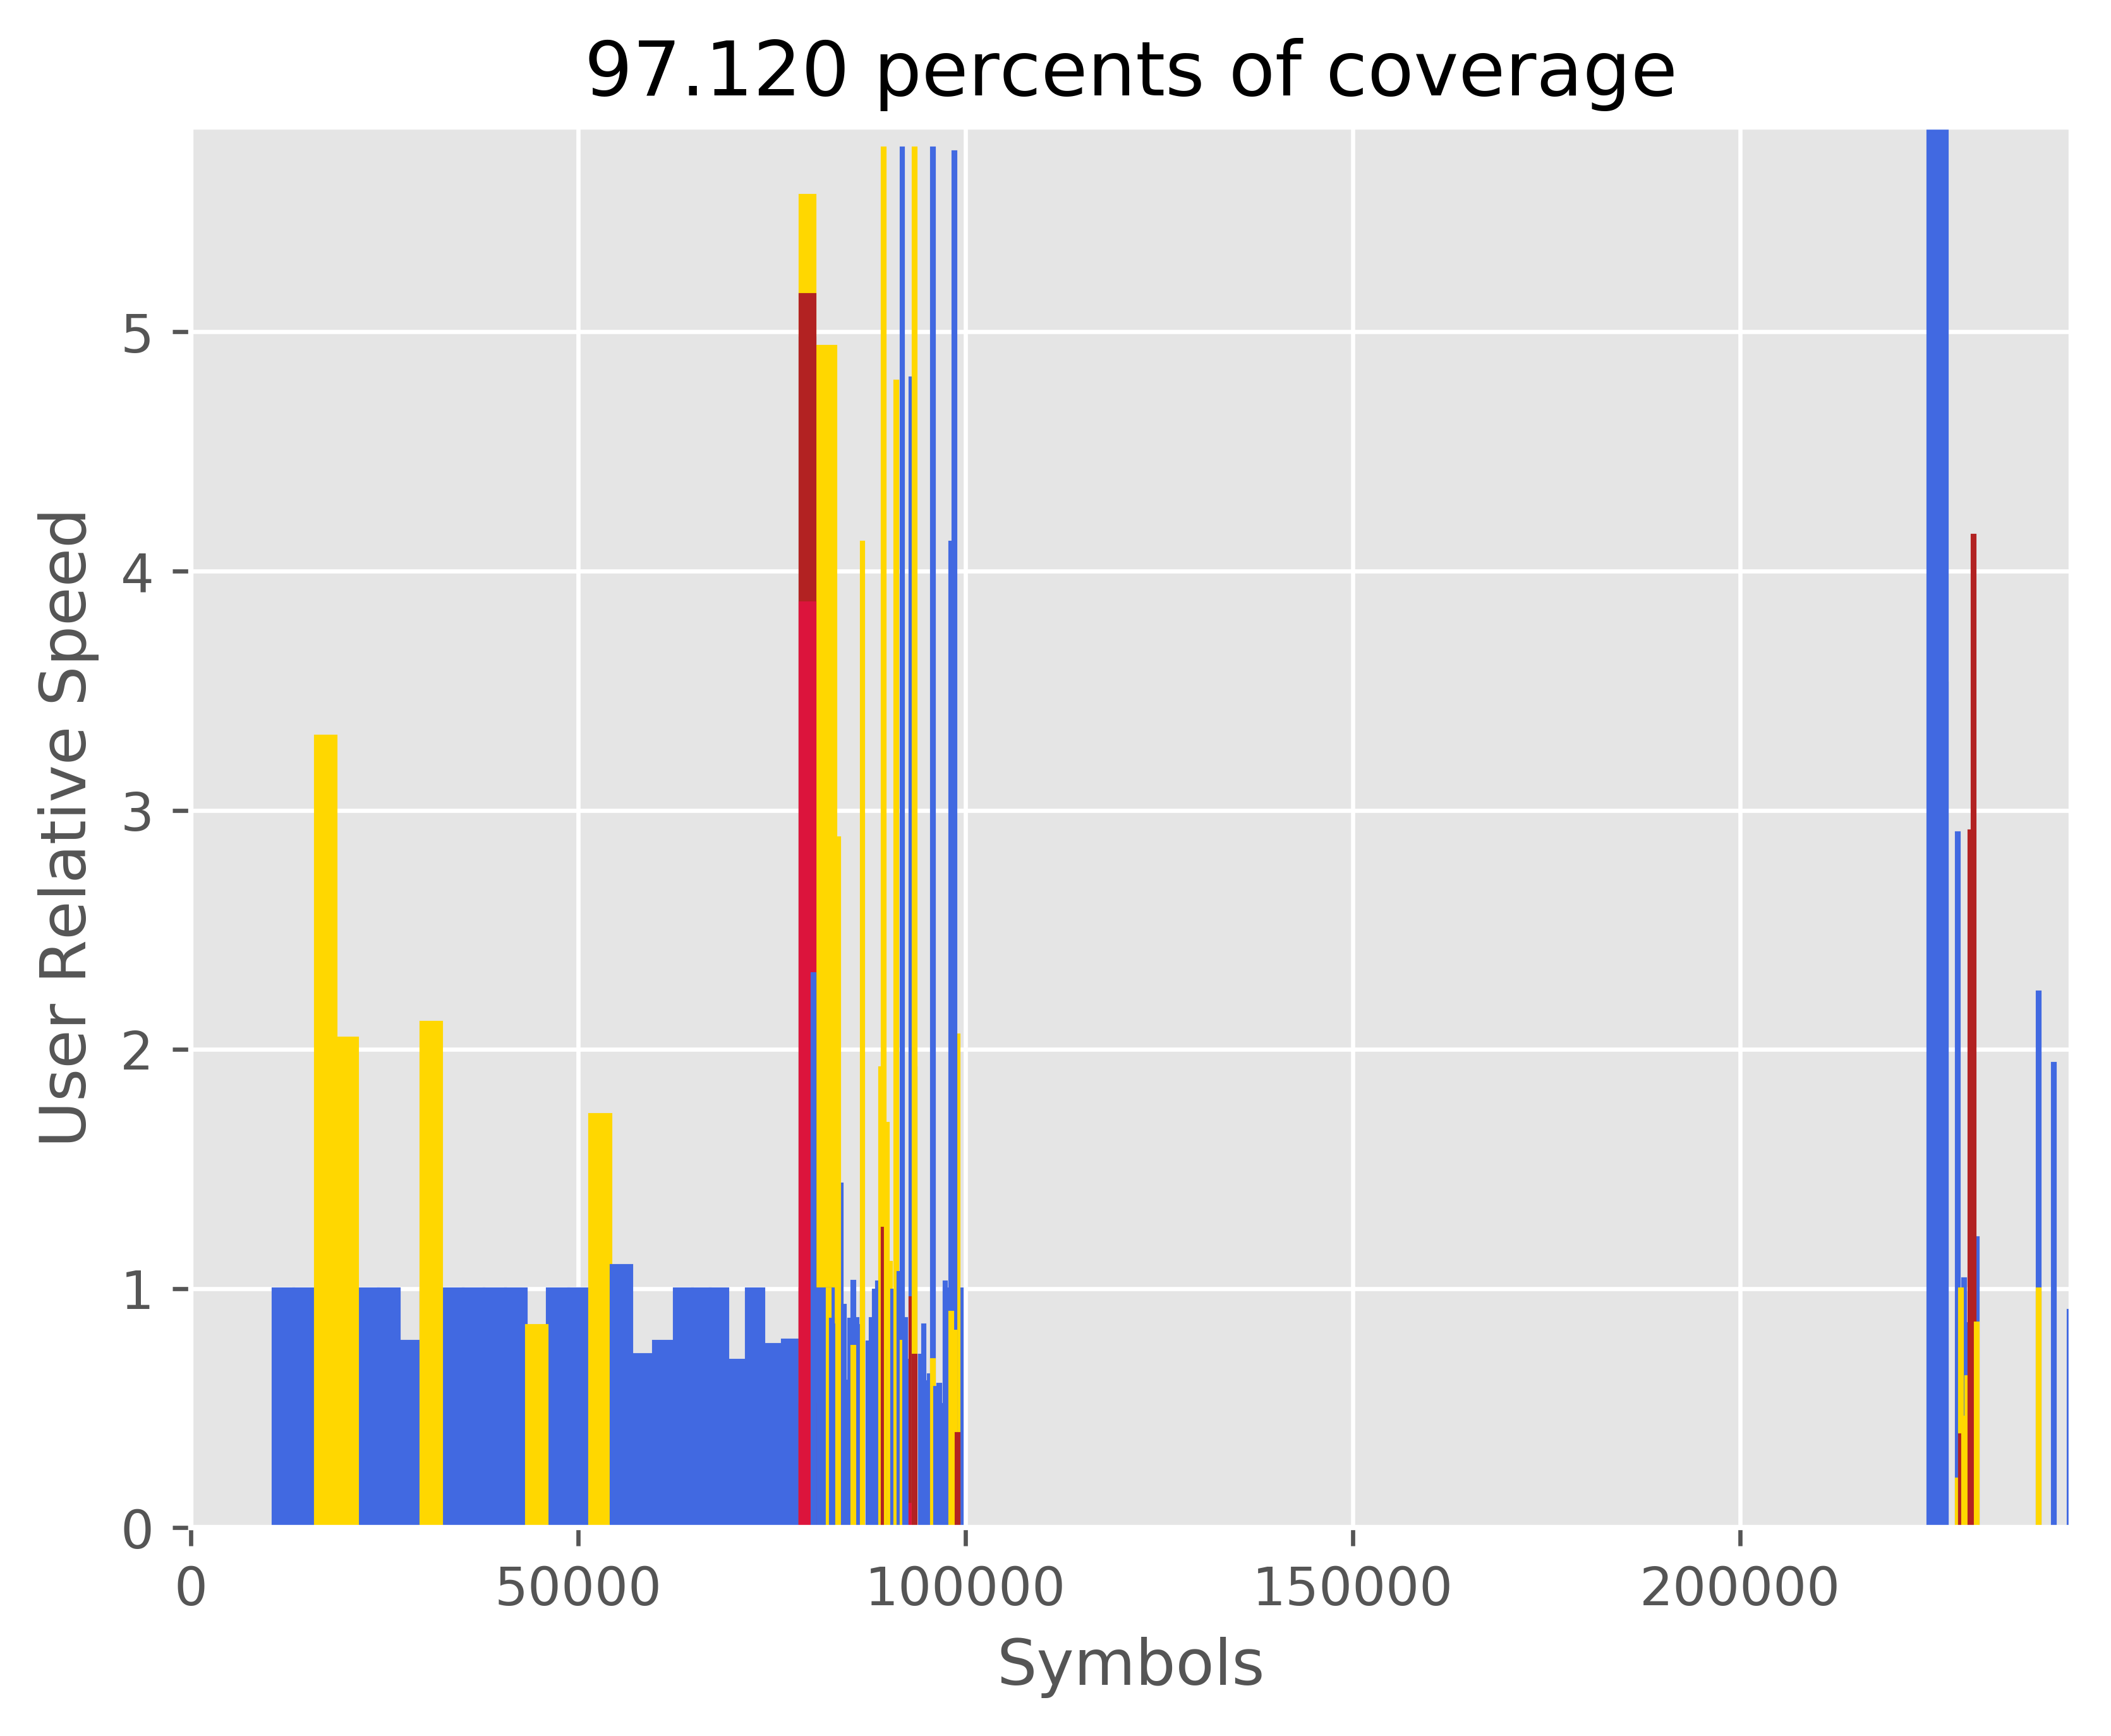 97.120 percents of coverage
5
4
3
2
1
0
User Relative Speed
0 50000 100000 150000 200000
Symbols